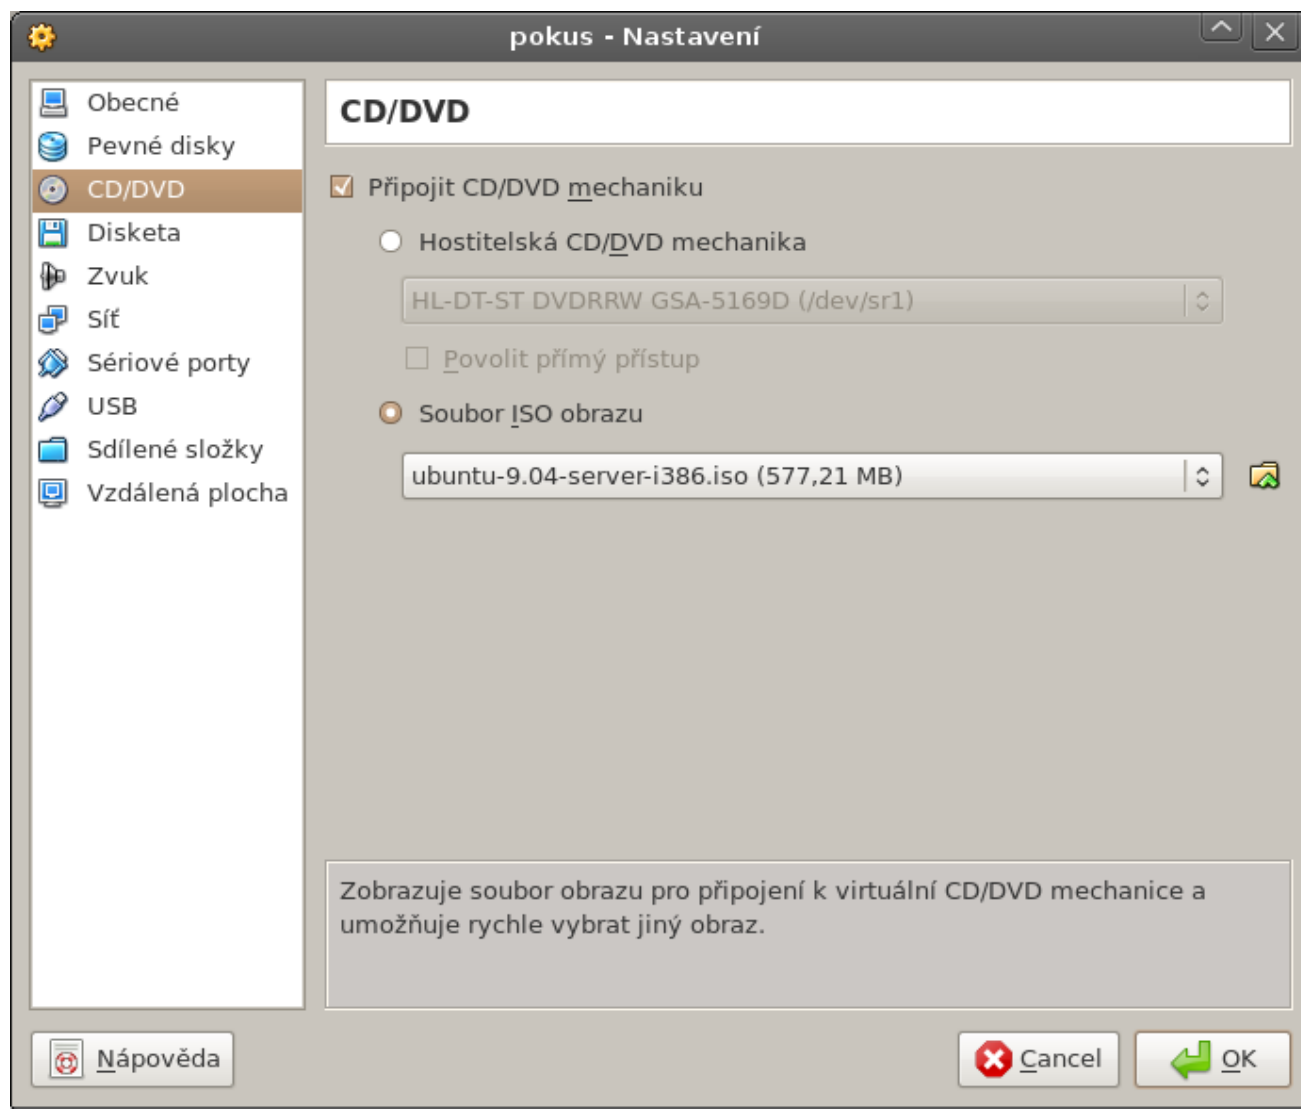 pokus - Nastavení
Obecné
Pevné disky
CD/DVD
Disketa
Zvuk
Síť
Sériové porty
USB
Sdílené složky
Vzdálená plocha
CD/DVD
Připojit CD/DVD mechaniku
Hostitelská CD/DVD mechanika
HL-DT-ST DVDRRW GSA-5169D (/dev/sr1)
Povolit přímý přístup
Soubor ISO obrazu
ubuntu-9.04-server-i386.iso (577,21 MB)
Zobrazuje soubor obrazu pro připojení k virtuální CD/DVD mechanice a
umožňuje rychle vybrat jiný obraz.
Nápověda
Cancel
OK